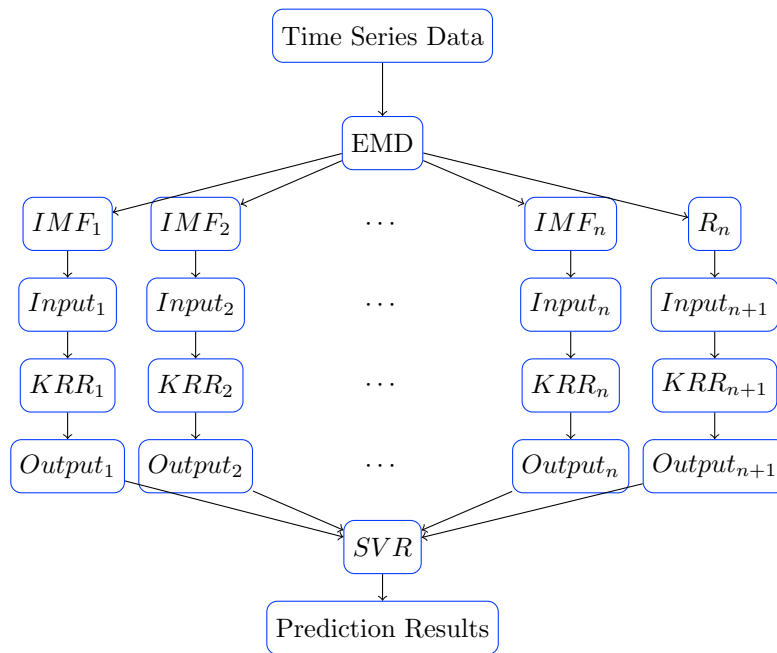 Time Series Data
EMD
IMF₁ IMF₂ ··· IMFₙ Rₙ
Input₁ Input₂ ··· Inputₙ Inputₙ₊₁
KRR₁ KRR₂ ··· KRRₙ KRRₙ₊₁
Output₁ Output₂ ··· Outputₙ Outputₙ₊₁
SVR
Prediction Results